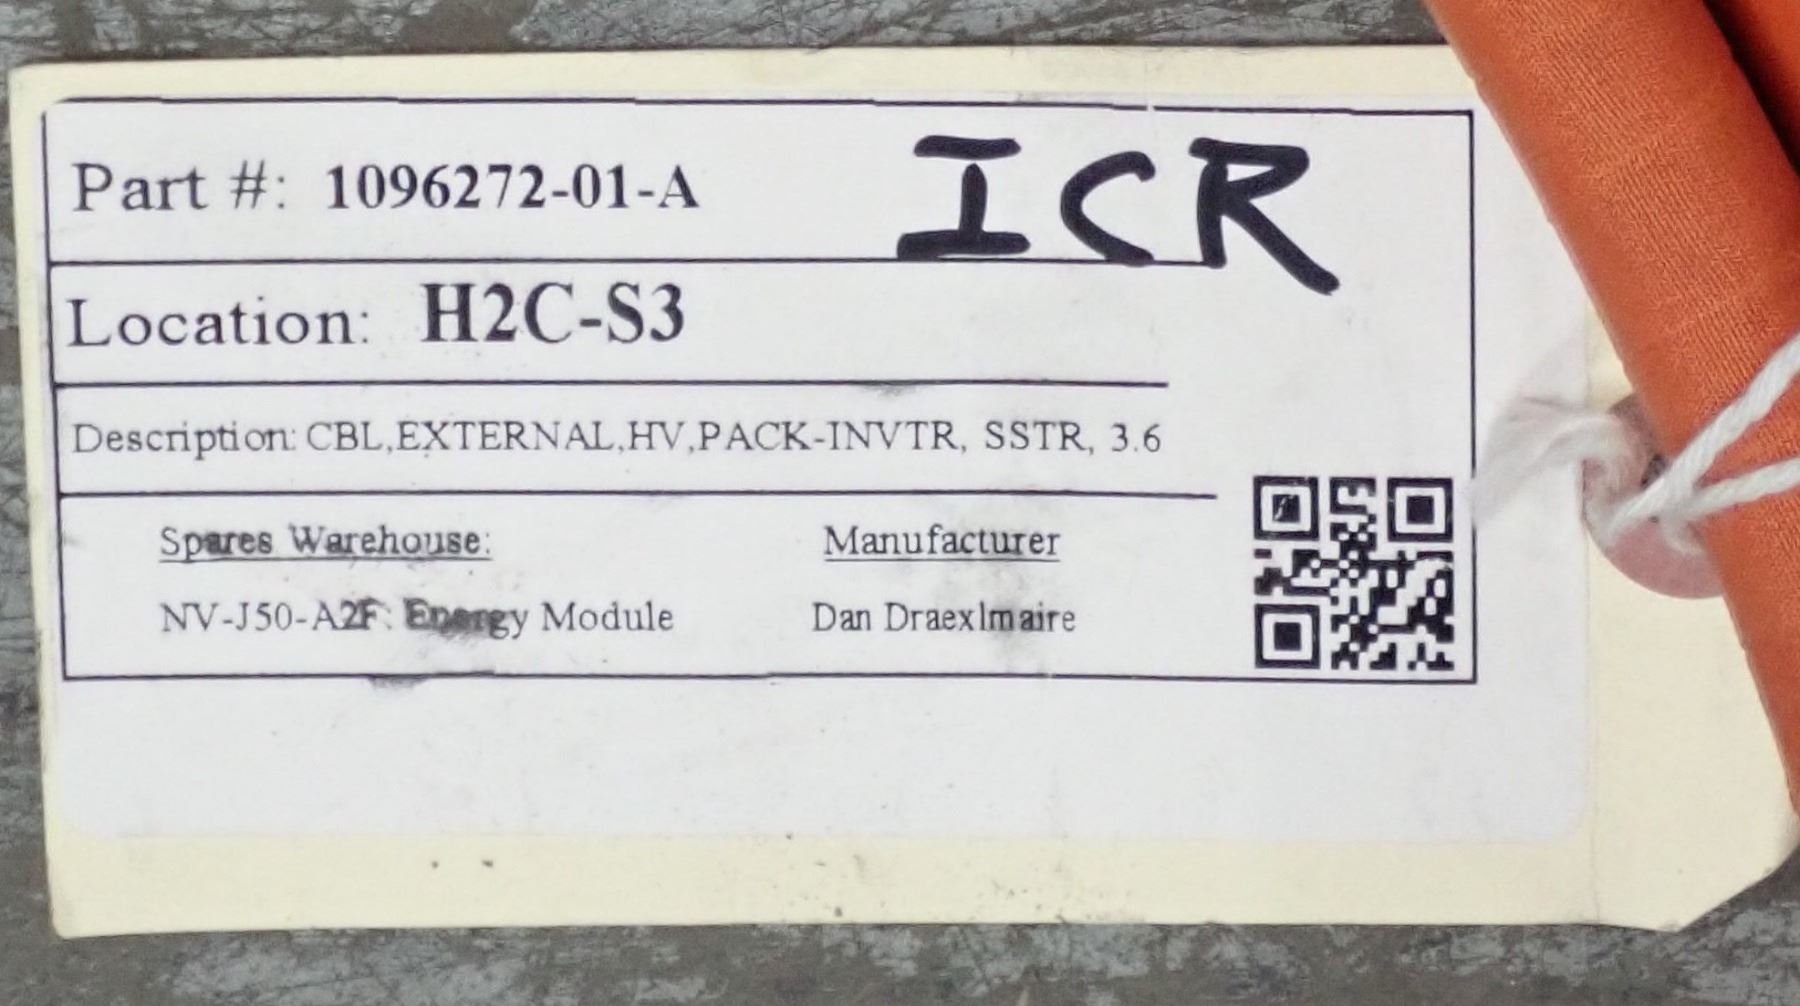 Part #: 1096272-01-A ICR
Location: H2C-S3
Description: CBL,EXTERNAL,HV,PACK-INVTR, SSTR, 3.6
Spares Warehouse: Manufacturer
NV-J50-A2F: Energy Module Dan Draexlmaire